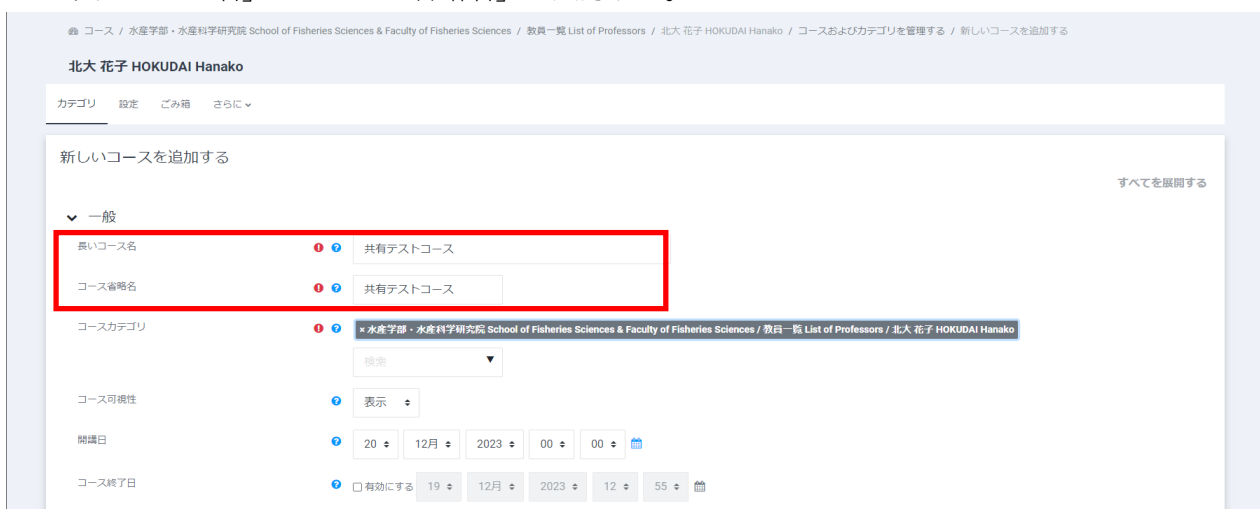 コース / 水産学部・水産科学研究院 School of Fisheries Sciences & Faculty of Fisheries Sciences / 教員一覧 List of Professors / 北大 花子 HOKUDAI Hanako / コースおよびカテゴリを管理する / 新しいコースを追加する
北大 花子 HOKUDAI Hanako
カテゴリ 設定 ごみ箱 さらに
新しいコースを追加する
すべてを展開する
一般
長いコース名 共有テストコース
コース省略名 共有テストコース
コースカテゴリ × 水産学部・水産科学研究院 School of Fisheries Sciences & Faculty of Fisheries Sciences / 教員一覧 List of Professors / 北大 花子 HOKUDAI Hanako
検索
コース可視性 表示
開講日 20 12月 2023 00 00
コース終了日 有効にする 19 12月 2023 12 55